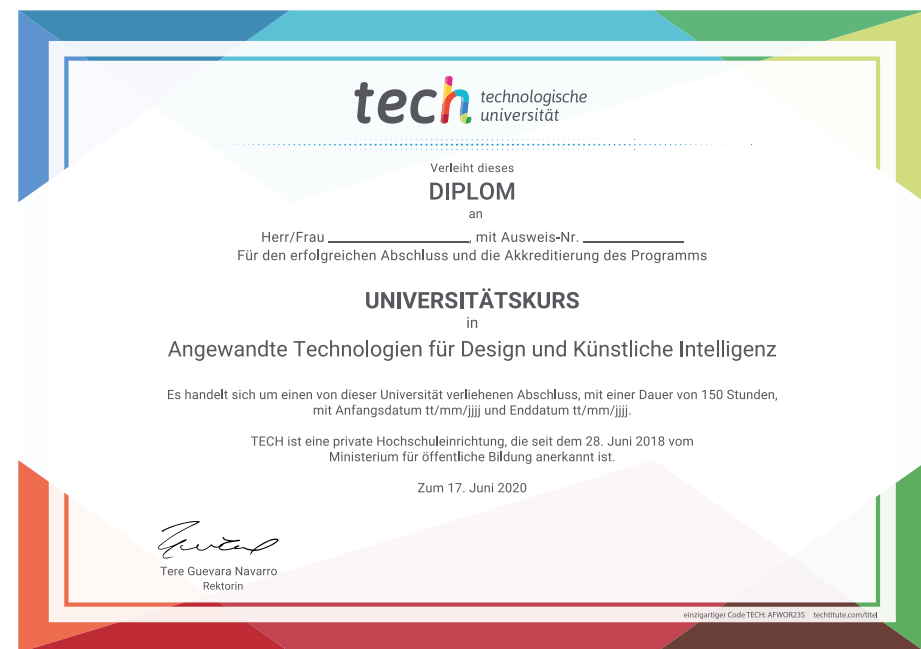 tech technologische
universität
Verleiht dieses
DIPLOM
an
Herr/Frau ____________________, mit Ausweis-Nr. ______________
Für den erfolgreichen Abschluss und die Akkreditierung des Programms
UNIVERSITÄTSKURS
in
Angewandte Technologien für Design und Künstliche Intelligenz
Es handelt sich um einen von dieser Universität verliehenen Abschluss, mit einer Dauer von 150 Stunden,
mit Anfangsdatum tt/mm/jjjj und Enddatum tt/mm/jjjj.
TECH ist eine private Hochschuleinrichtung, die seit dem 28. Juni 2018 vom
Ministerium für öffentliche Bildung anerkannt ist.
Zum 17. Juni 2020
Tere Guevara Navarro
Rektorin
einzigartiger Code TECH: AFWOR23S techtitute.com/titel